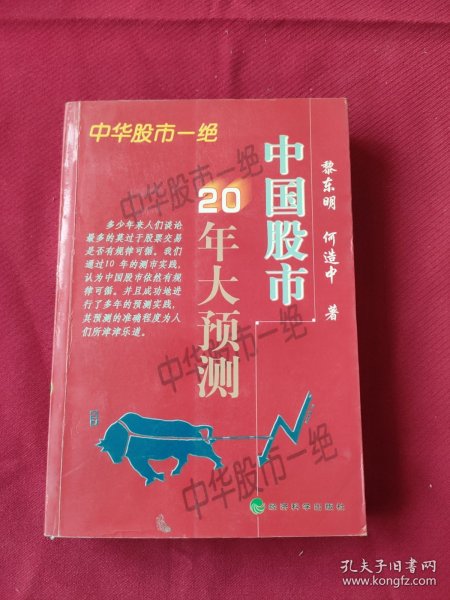 中华股市一绝
中国股市
20年大预测
黎东明 何造中 著
多少年来人们谈论
最多的莫过于股票交易
是否有规律可循。我们
通过10年的测市实践,
认为中国股市依然有规
律可循。并且成功地进
行了多年的预测实践,
其预测的准确程度为人
们所津津乐道。
中华股市一绝
中华股市一绝
中华股市一绝
经济科学出版社
孔夫子旧书网
www.kongfz.com